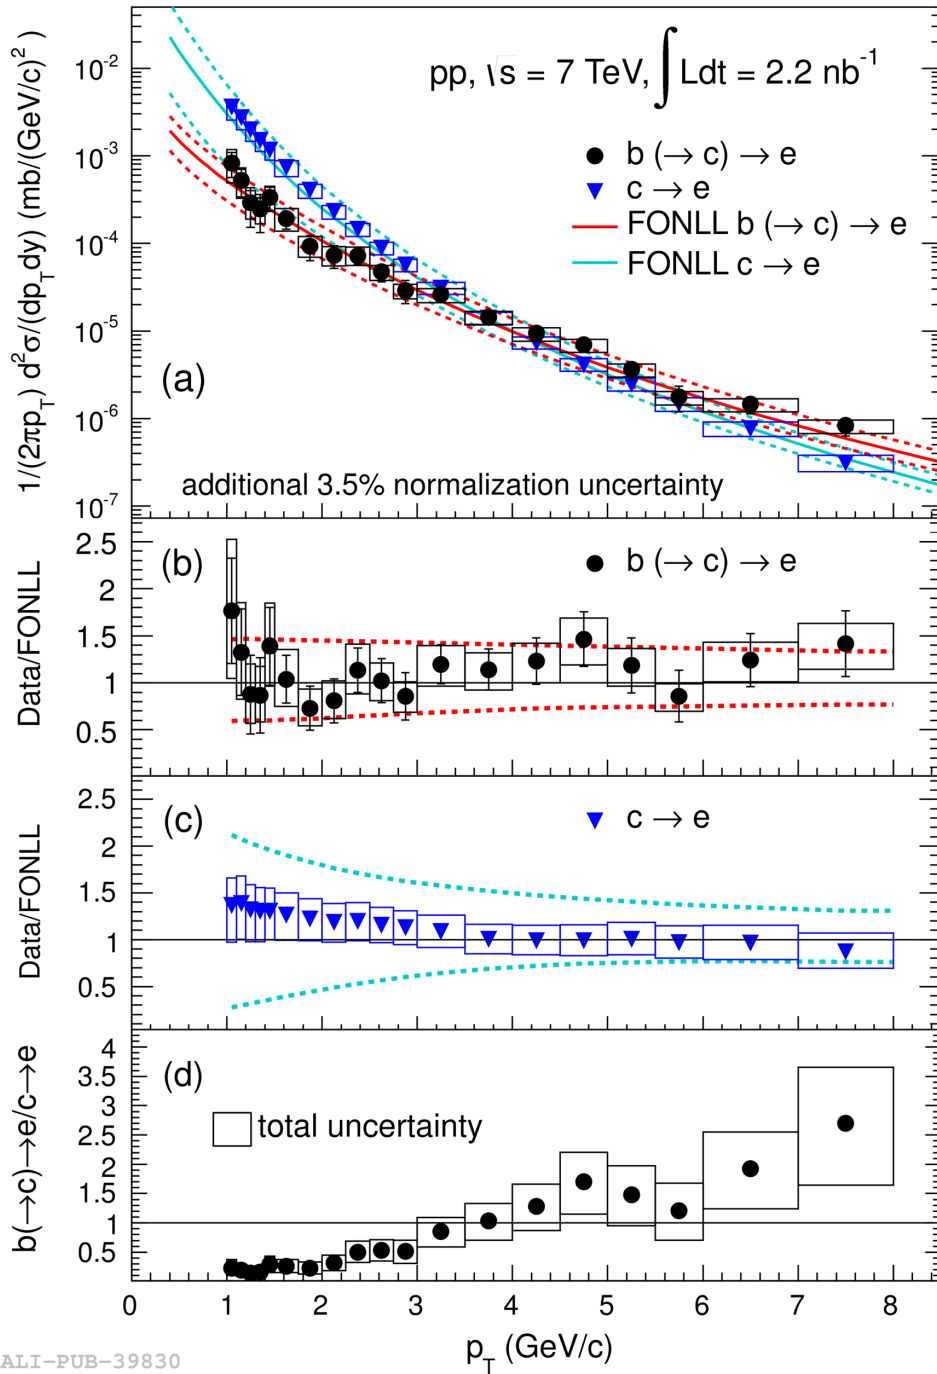 1/(2πp_T) d²σ/(dp_Tdy) (mb/(GeV/c)²)
10⁻²
10⁻³
10⁻⁴
10⁻⁵
10⁻⁶
10⁻⁷
pp, √s = 7 TeV, ∫Ldt = 2.2 nb⁻¹
b (→ c) → e
c → e
FONLL b (→ c) → e
FONLL c → e
(a)
additional 3.5% normalization uncertainty
Data/FONLL
2.5
2
1.5
1
0.5
(b)
b (→ c) → e
Data/FONLL
2.5
2
1.5
1
0.5
(c)
c → e
b(→c)→e/c→e
4
3.5
3
2.5
2
1.5
1
0.5
(d)
total uncertainty
0 1 2 3 4 5 6 7 8
p_T (GeV/c)
ALI-PUB-39830